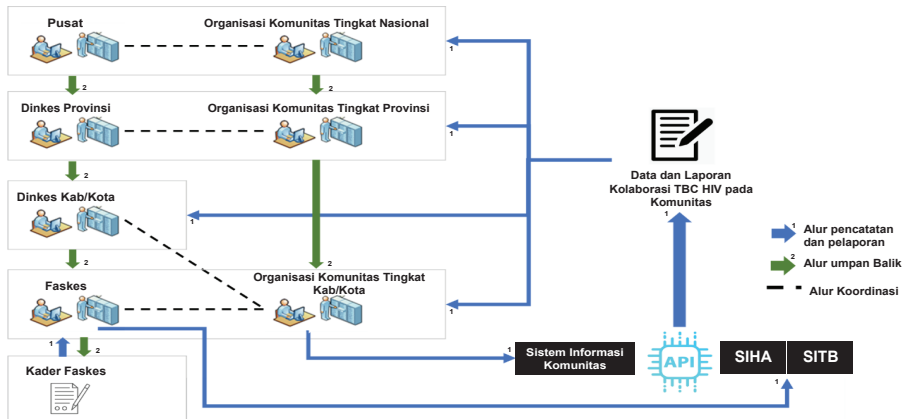 Pusat
Organisasi Komunitas Tingkat Nasional
1
2
2
Dinkes Provinsi
Organisasi Komunitas Tingkat Provinsi
1
2
Dinkes Kab/Kota
1
2
2
Faskes
Organisasi Komunitas Tingkat
Kab/Kota
1
1
2
Kader Faskes
Data dan Laporan
Kolaborasi TBC HIV pada
Komunitas
1
1
Alur pencatatan
dan pelaporan
2
Alur umpan Balik
Alur Koordinasi
1
Sistem Informasi
Komunitas
API
SIHA
SITB
1